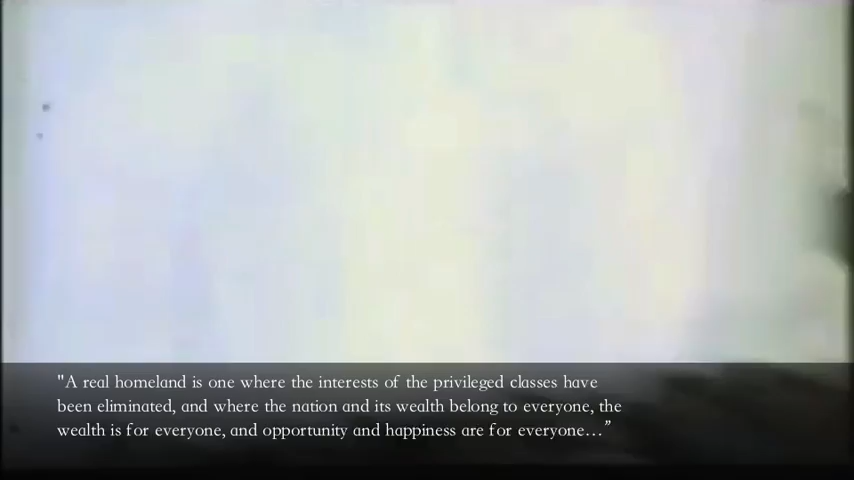 "A real homeland is one where the interests of the privileged classes have
been eliminated, and where the nation and its wealth belong to everyone, the
wealth is for everyone, and opportunity and happiness are for everyone…”